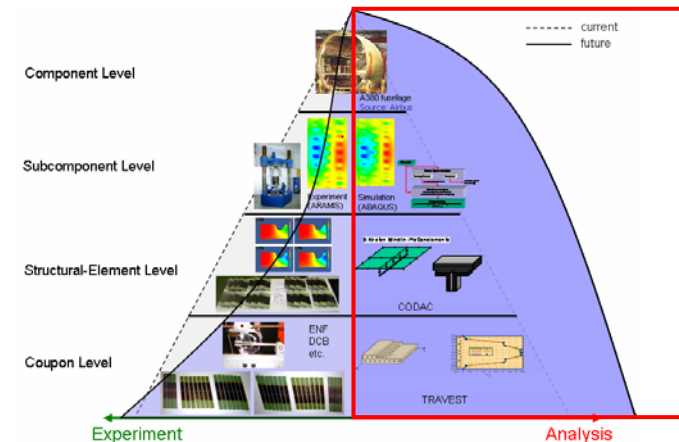 current
future
Component Level
A380 fuselage
Source: Airbus
Subcomponent Level
Experiment
(ARAMIS)
Simulation
(ABAQUS)
Structural-Element Level
CODAC
ENF
DCB
etc.
Coupon Level
TRAVEST
Experiment
Analysis